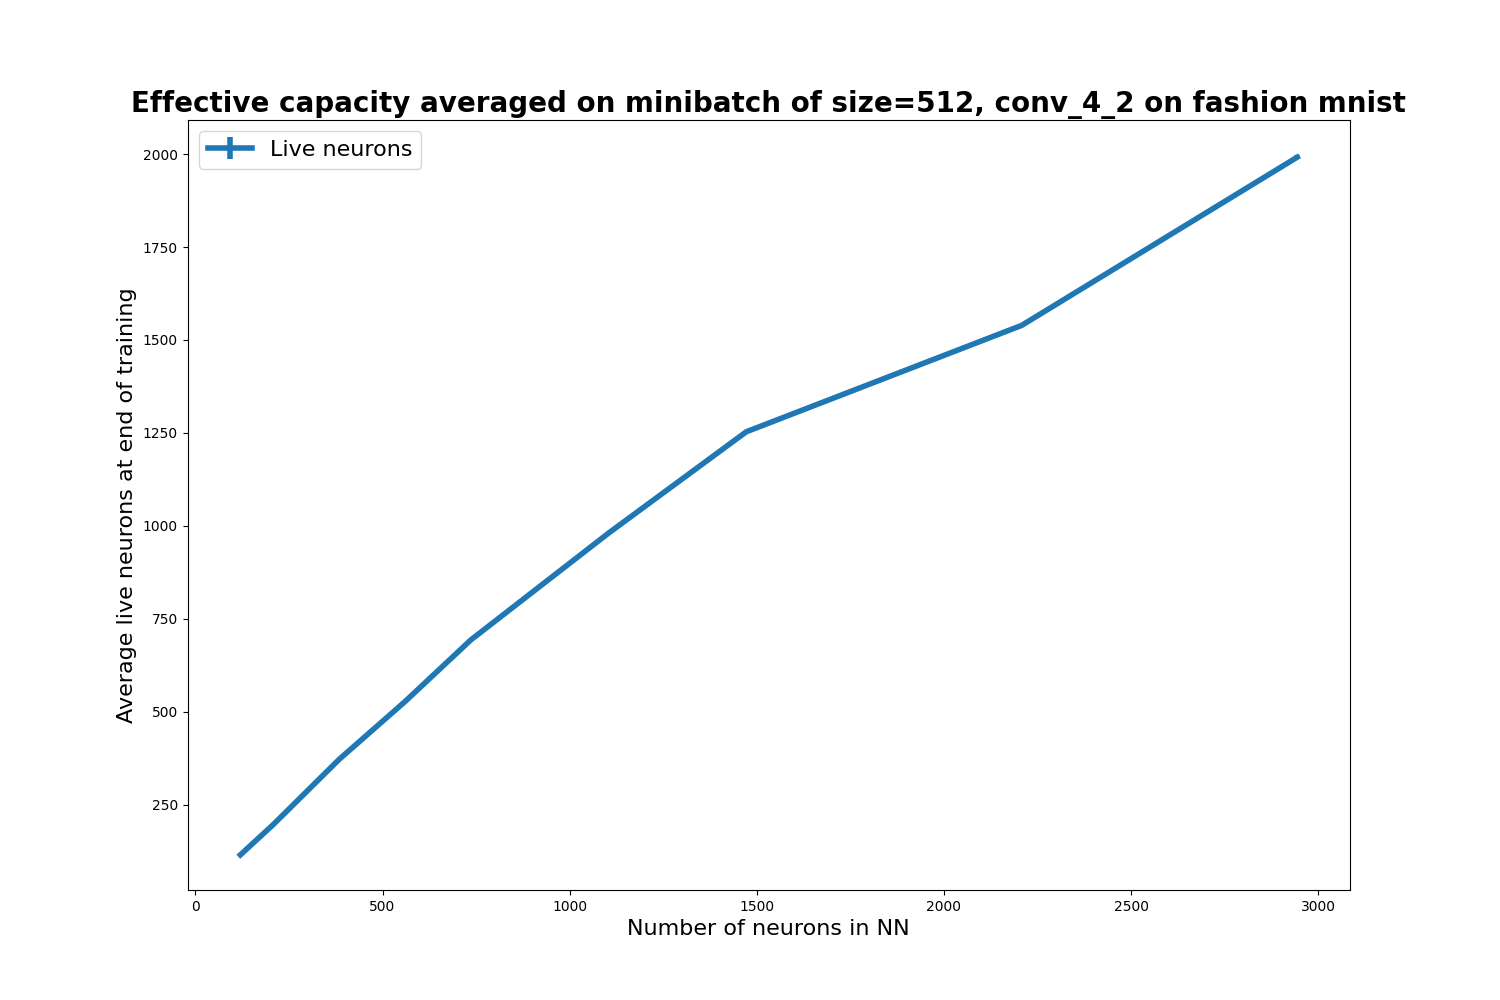 Effective capacity averaged on minibatch of size=512, conv_4_2 on fashion mnist
Live neurons
Average live neurons at end of training
2000
1750
1500
1250
1000
750
500
250
0 500 1000 1500 2000 2500 3000
Number of neurons in NN